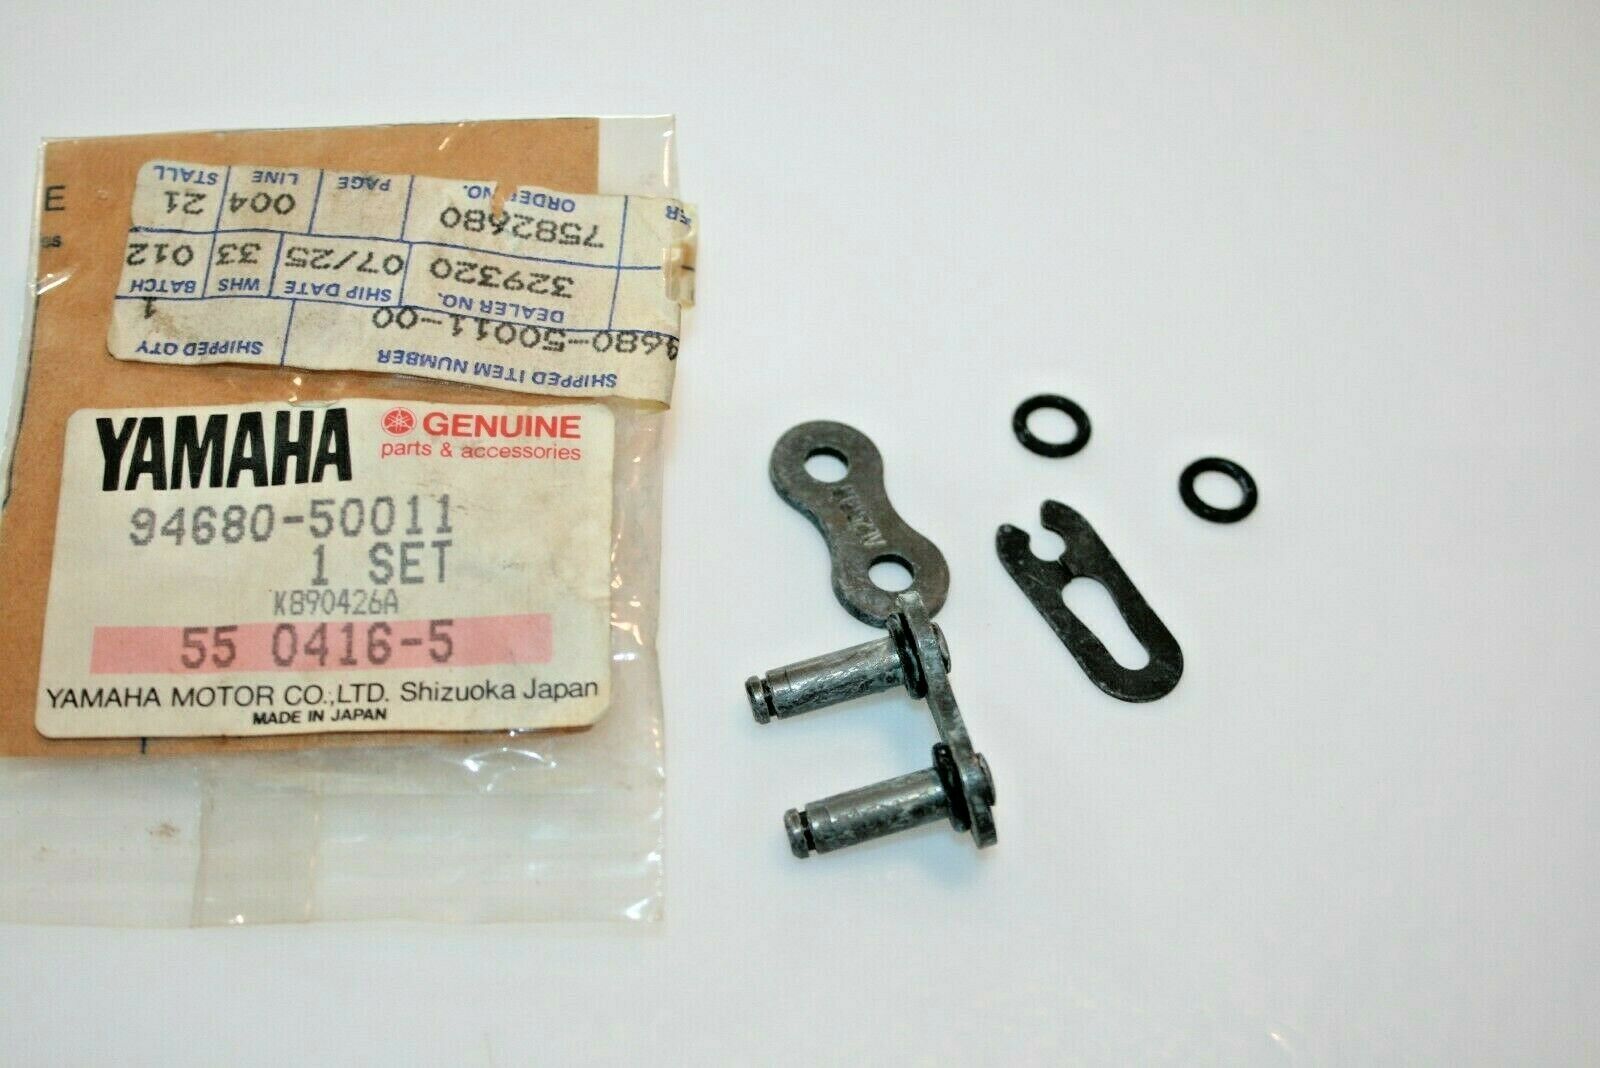 E
ss
SHIPPED ITEM NUMBER SHIPPED QTY
94680-50011-00 1
DEALER NO. SHIP DATE WHS BATCH
329320 07/25 33 012
ORDER NO. PAGE LINE STALL
7582680 004 21
YAMAHA GENUINE
parts & accessories
94680-50011
1 SET
K890426A
55 0416-5
YAMAHA MOTOR CO.,LTD. Shizuoka Japan
MADE IN JAPAN